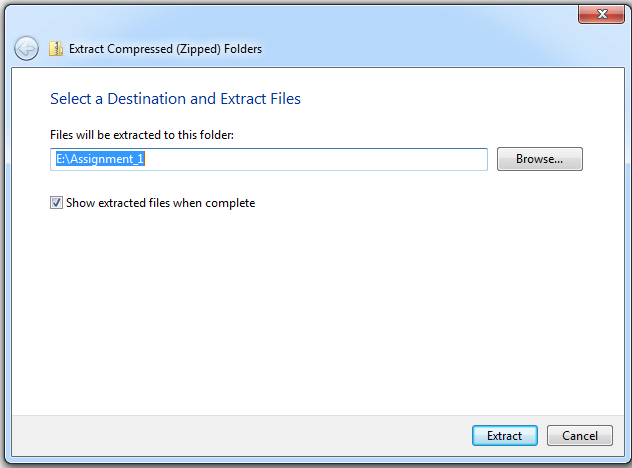 Extract Compressed (Zipped) Folders
Select a Destination and Extract Files
Files will be extracted to this folder:
E:\Assignment_1
Browse...
Show extracted files when complete
Extract
Cancel